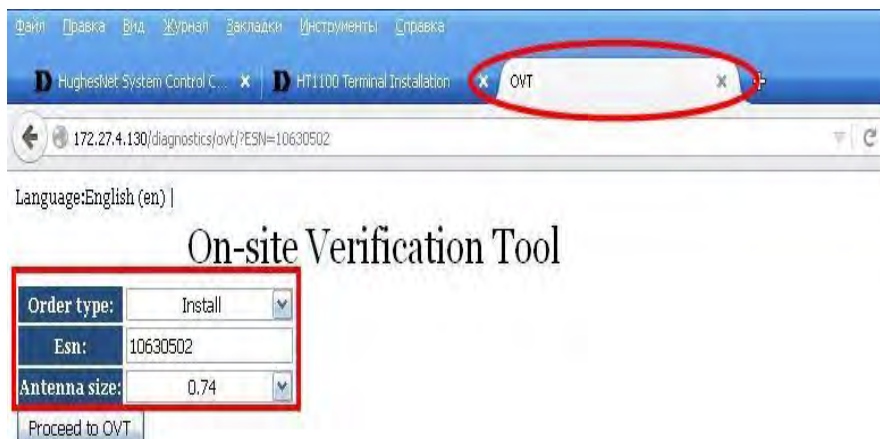 Файл Правка Вид Журнал Закладки Инструменты Справка
HughesNet System Control C... × HT1100 Terminal Installation × OVT ×
172.27.4.130/diagnostics/ovt/?ESN=10630502
Language:English (en) |
On-site Verification Tool
Order type: Install
Esn: 10630502
Antenna size: 0.74
Proceed to OVT